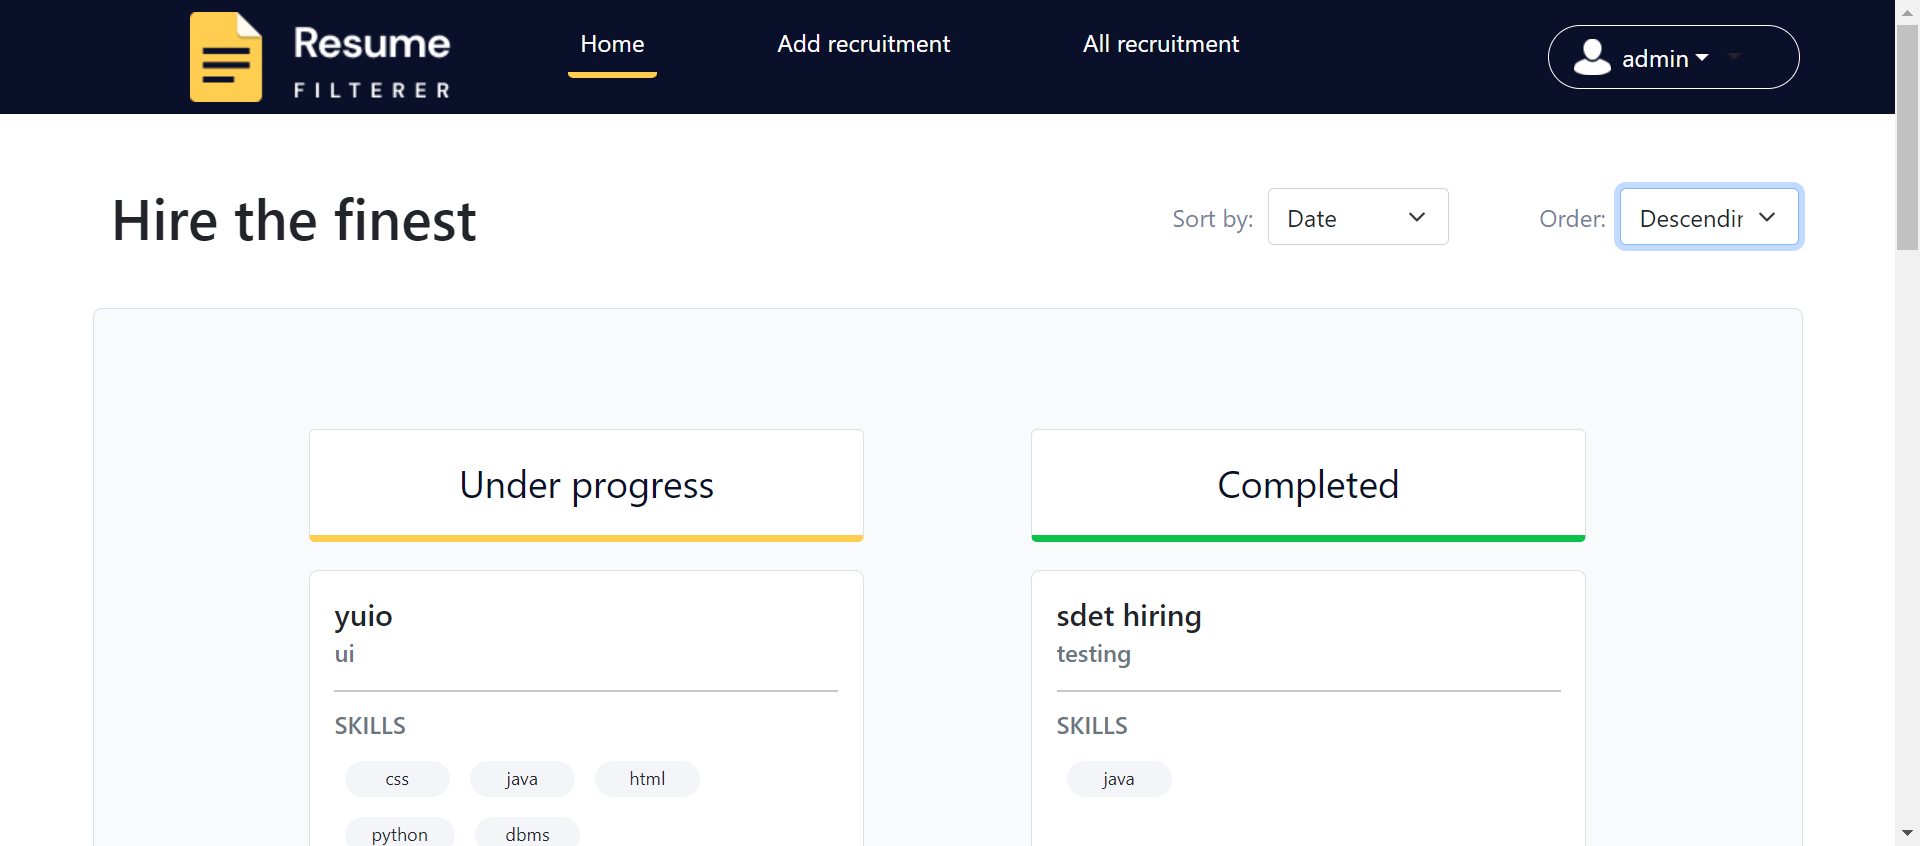 Resume
FILTERER
Home
Add recruitment
All recruitment
admin
Hire the finest
Sort by:
Date
Order:
Descendir
Under progress
Completed
yuio
ui
SKILLS
css java html
python dbms
sdet hiring
testing
SKILLS
java